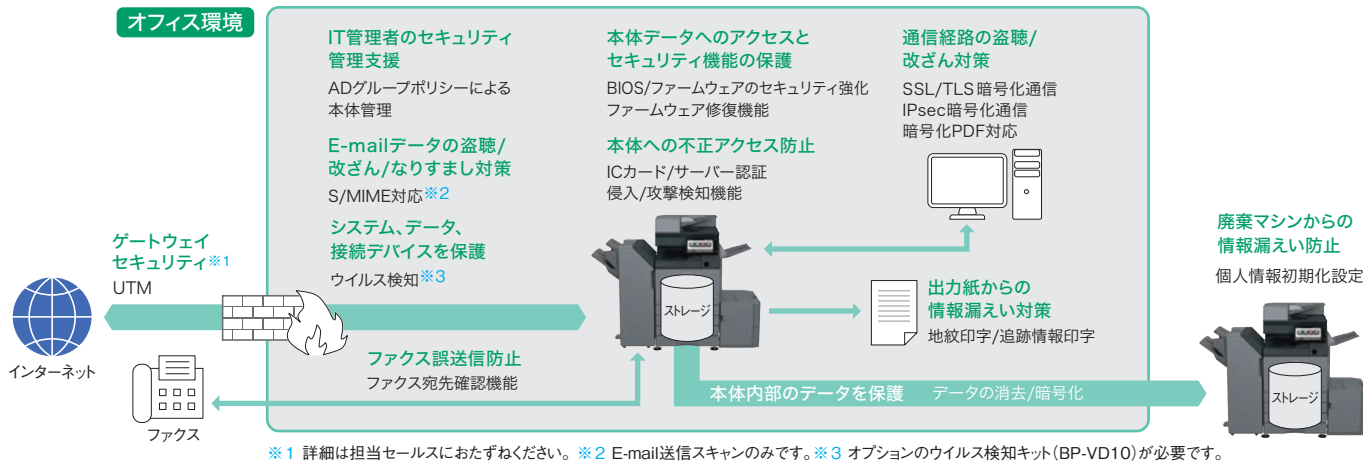 オフィス環境
IT管理者のセキュリティ
管理支援
ADグループポリシーによる
本体管理
E-mailデータの盗聴/
改ざん/なりすまし対策
S/MIME対応※2
システム、データ、
接続デバイスを保護
ウイルス検知※3
本体データへのアクセスと
セキュリティ機能の保護
BIOS/ファームウェアのセキュリティ強化
ファームウェア修復機能
本体への不正アクセス防止
ICカード/サーバー認証
侵入/攻撃検知機能
通信経路の盗聴/
改ざん対策
SSL/TLS暗号化通信
IPsec暗号化通信
暗号化PDF対応
ゲートウェイ
セキュリティ※1
UTM
インターネット
ファクス
ファクス誤送信防止
ファクス宛先確認機能
ストレージ
出力紙からの
情報漏えい対策
地紋印字/追跡情報印字
本体内部のデータを保護 データの消去/暗号化
廃棄マシンからの
情報漏えい防止
個人情報初期化設定
ストレージ
※1 詳細は担当セールスにおたずねください。※2 E-mail送信スキャンのみです。※3 オプションのウイルス検知キット(BP-VD10)が必要です。